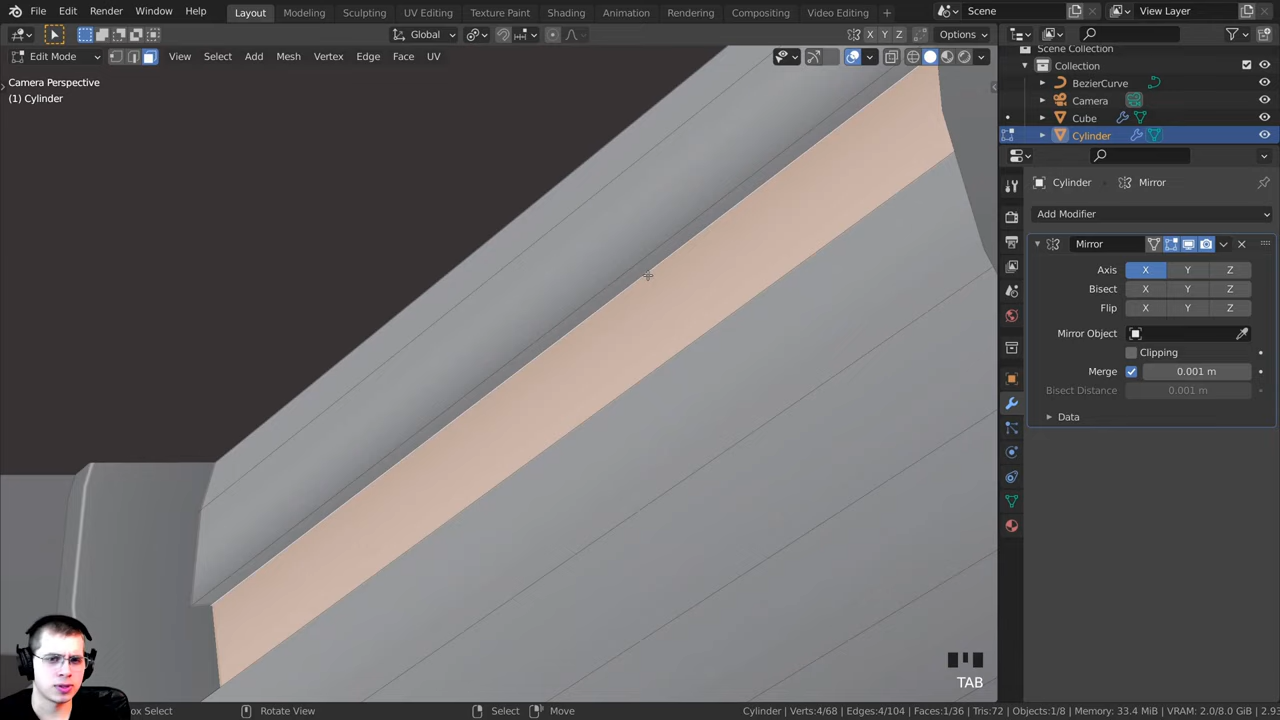 File Edit Render Window Help Layout Modeling Sculpting UV Editing Texture Paint Shading Animation Rendering Compositing Video Editing + Scene View Layer
Global X Y Z Options
Edit Mode View Select Add Mesh Vertex Edge Face UV
Camera Perspective
(1) Cylinder
Scene Collection
Collection
BezierCurve
Camera
Cube
Cylinder
Cylinder Mirror
Add Modifier
Mirror
Axis X Y Z
Bisect X Y Z
Flip X Y Z
Mirror Object
Clipping
Merge 0.001 m
Bisect Distance 0.001 m
Data
TAB
ox Select Rotate View Select Move Cylinder | Verts:4/68 | Edges:4/104 | Faces:1/36 | Tris:72 | Objects:1/8 | Memory: 33.4 MiB | VRAM: 2.0/8.0 GiB | 2.93